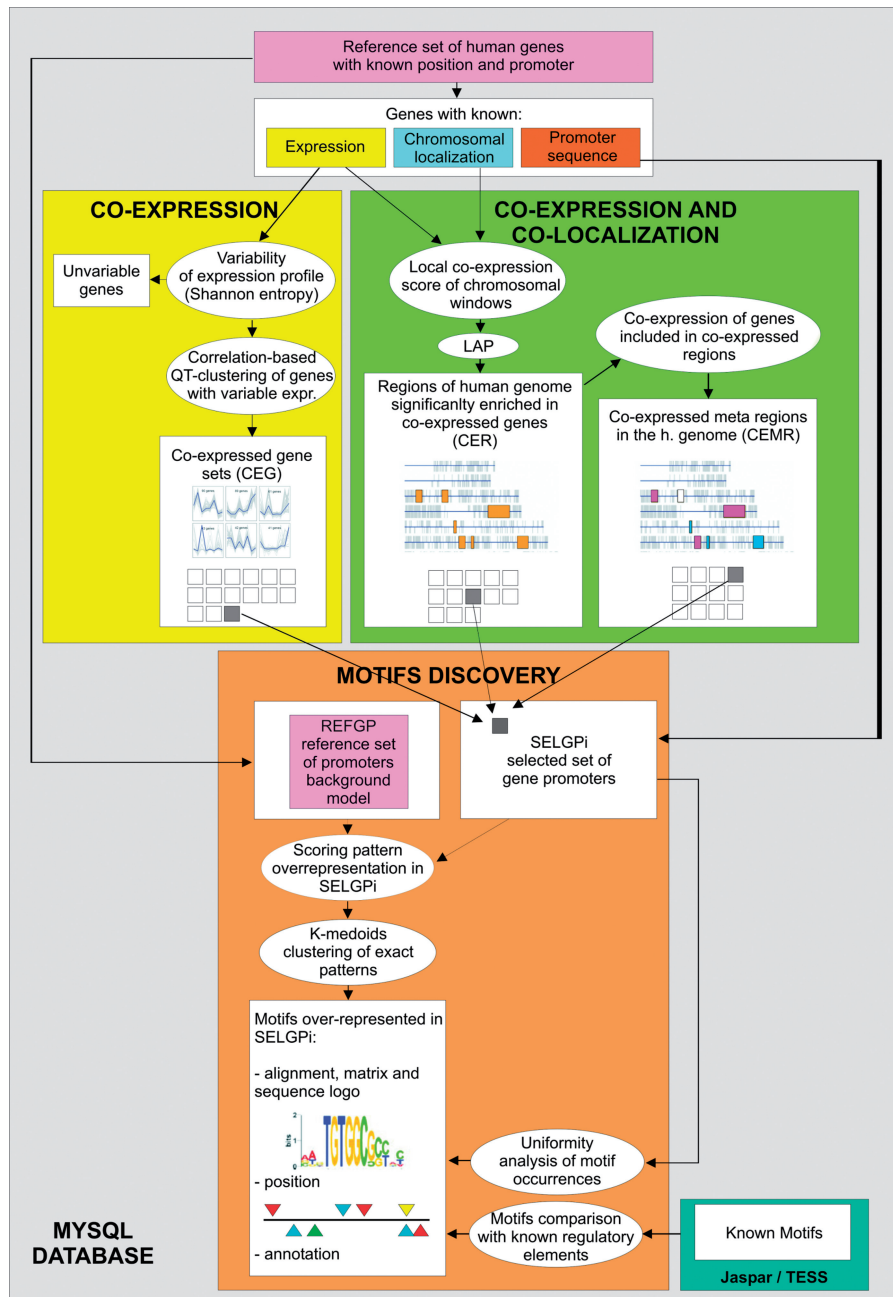 Reference set of human genes
with known position and promoter
Genes with known:
Expression
Chromosomal
localization
Promoter
sequence
CO-EXPRESSION
Unvariable
genes
Variability
of expression profile
(Shannon entropy)
Correlation-based
QT-clustering of genes
with variable expr.
Co-expressed gene
sets (CEG)
CO-EXPRESSION AND
CO-LOCALIZATION
Local co-expression
score of chromosomal
windows
LAP
Regions of human genome
significanlty enriched in
co-expressed genes
(CER)
Co-expression of genes
included in co-expressed
regions
Co-expressed meta regions
in the h. genome (CEMR)
MOTIFS DISCOVERY
REFGP
reference set
of promoters
background
model
SELGPi
selected set of
gene promoters
Scoring pattern
overrepresentation in
SELGPi
K-medoids
clustering of exact
patterns
Motifs over-represented in
SELGPi:
- alignment, matrix and
sequence logo
2
1
0
bits
TGTGGC
- position
- annotation
Uniformity
analysis of motif
occurrences
Motifs comparison
with known regulatory
elements
Known Motifs
Jaspar / TESS
MYSQL
DATABASE